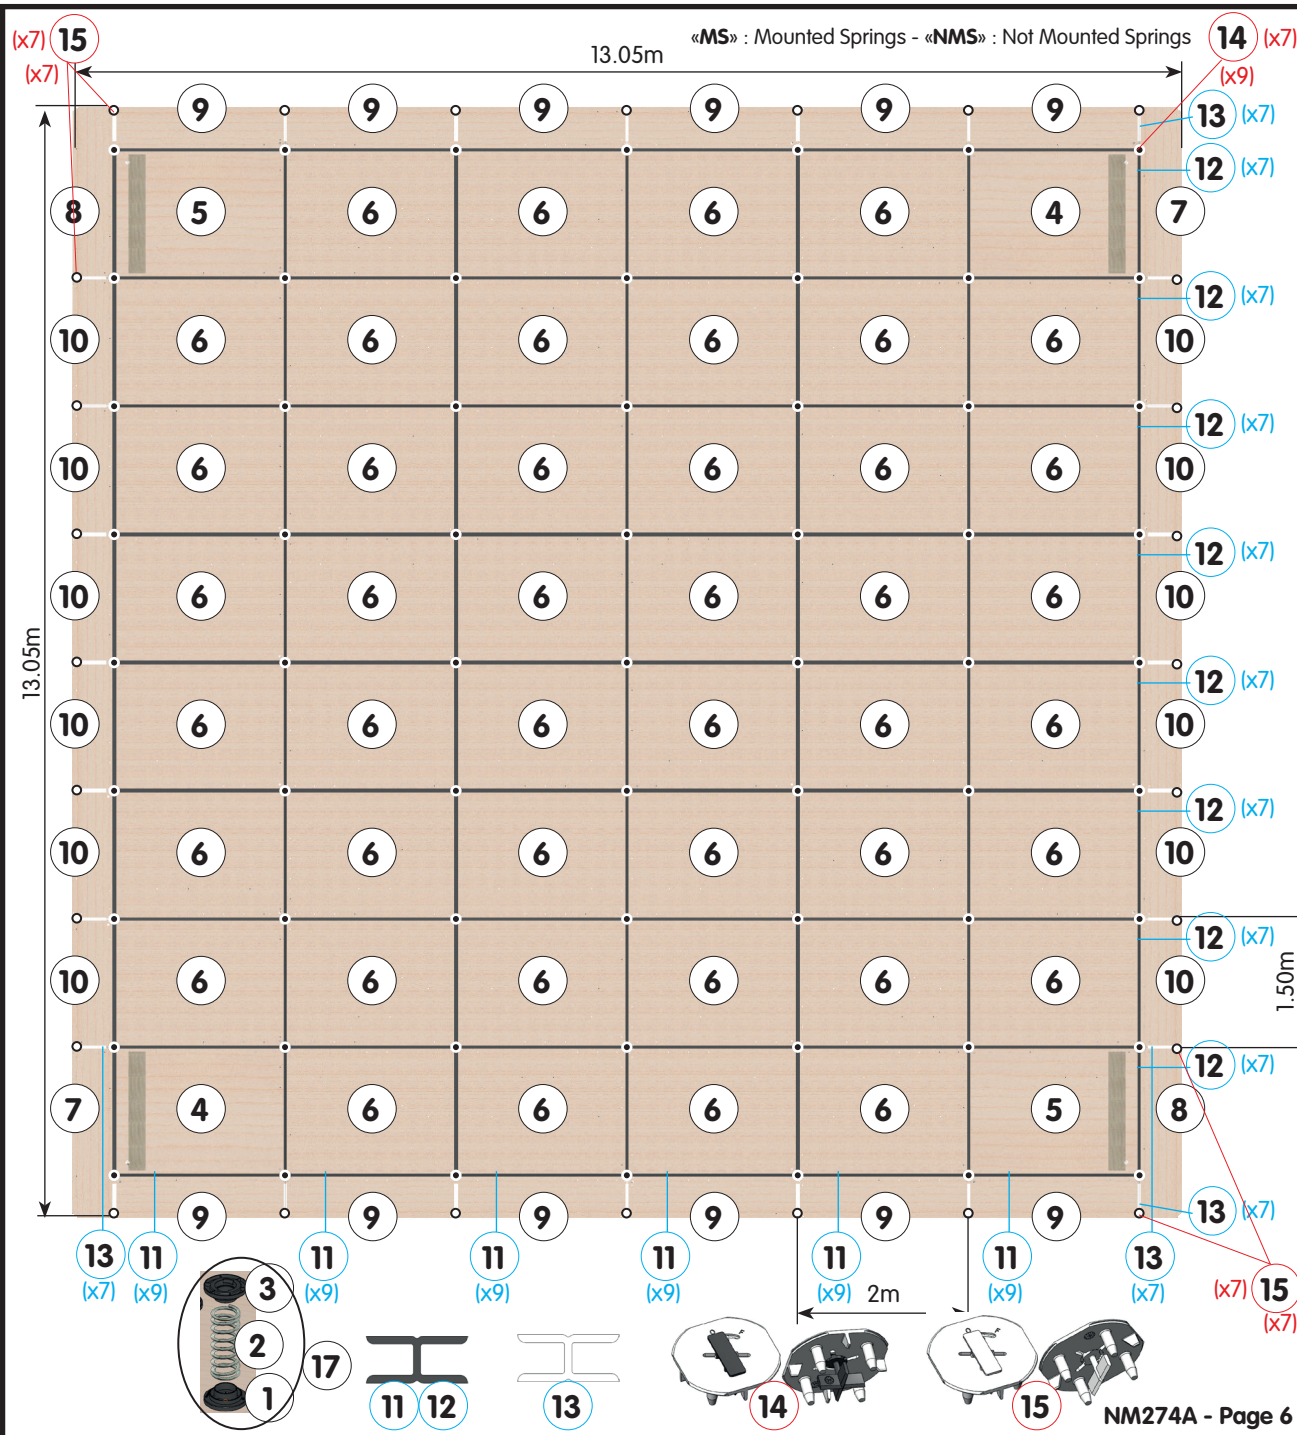 (x7) 15
«MS» : Mounted Springs - «NMS» : Not Mounted Springs
14 (x7)
(x7)
13.05m
(x9)
9 9 9 9 9 9
13 (x7)
12 (x7)
8 5 6 6 6 6 4 7
12 (x7)
10 6 6 6 6 6 6 10
12 (x7)
10 6 6 6 6 6 6 10
12 (x7)
10 6 6 6 6 6 6 10
13.05m
12 (x7)
10 6 6 6 6 6 6 10
12 (x7)
10 6 6 6 6 6 6 10
12 (x7)
10 6 6 6 6 6 6 10
1.50m
12 (x7)
7 4 6 6 6 6 5 8
9 9 9 9 9 9
13 (x7)
13 11 11 11 11 11 11 13
(x7) (x9) (x9) (x9) (x9) (x9) (x9) (x7)
(x7) 15
(x7)
2m
3
2
17
1
11 12
13
14
15
NM274A - Page 6